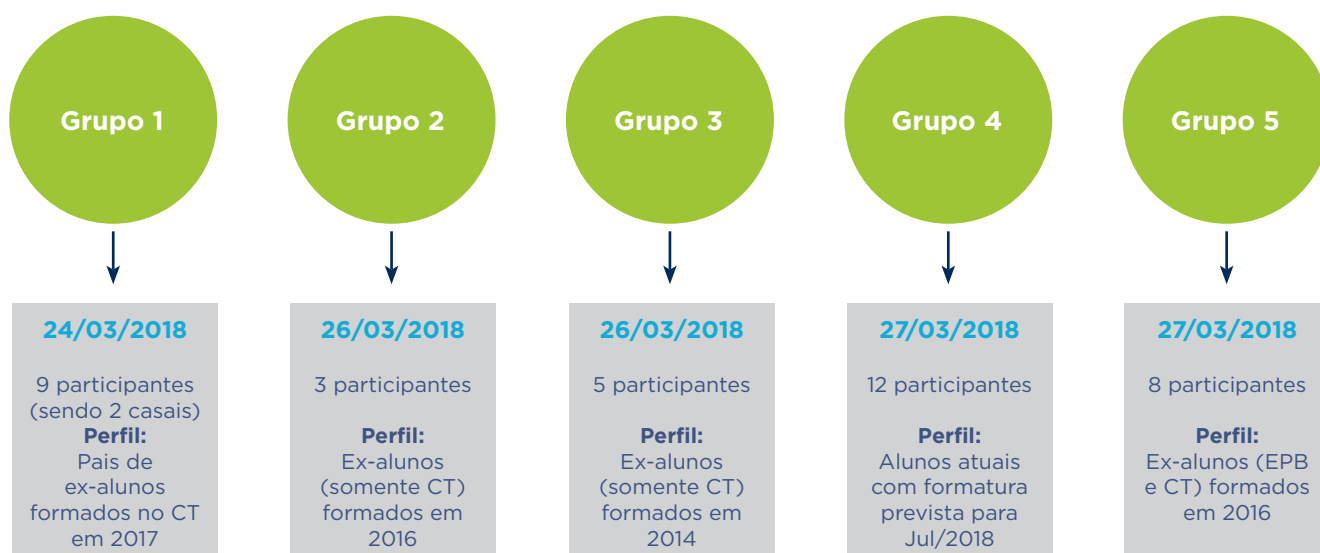 Grupo 1
24/03/2018
9 participantes
(sendo 2 casais)
Perfil:
Pais de
ex-alunos
formados no CT
em 2017
Grupo 2
26/03/2018
3 participantes
Perfil:
Ex-alunos
(somente CT)
formados em
2016
Grupo 3
26/03/2018
5 participantes
Perfil:
Ex-alunos
(somente CT)
formados em
2014
Grupo 4
27/03/2018
12 participantes
Perfil:
Alunos atuais
com formatura
prevista para
Jul/2018
Grupo 5
27/03/2018
8 participantes
Perfil:
Ex-alunos (EPB
e CT) formados
em 2016